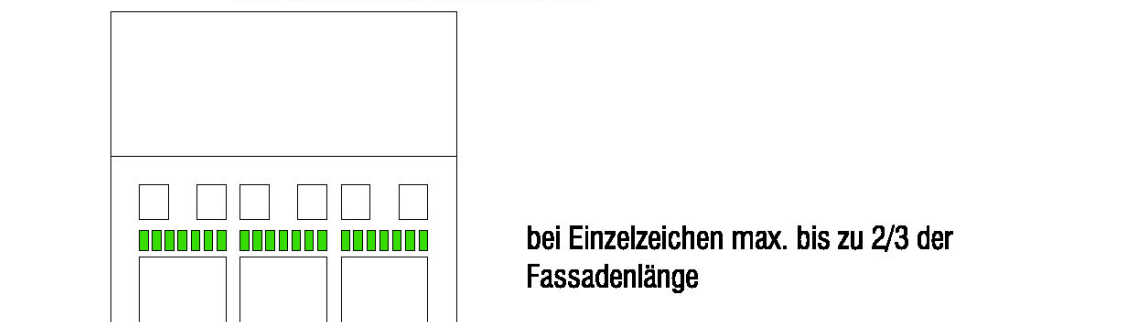 bei Einzelzeichen max. bis zu 2/3 der
Fassadenlänge